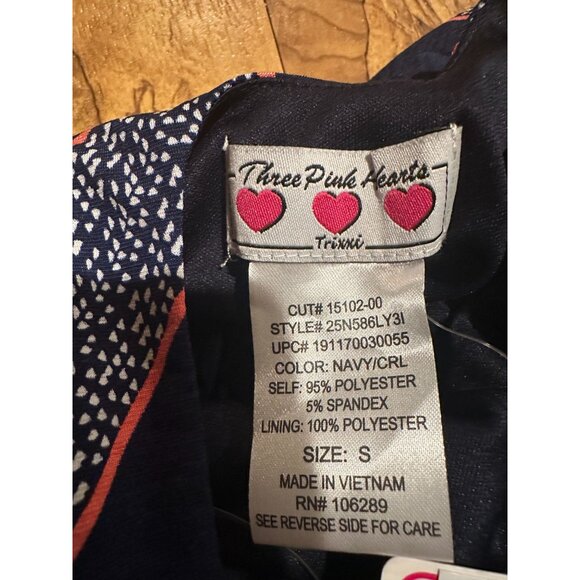 Three Pink Hearts
Trixxi
CUT# 15102-00
STYLE# 25N586LY3I
UPC# 191170030055
COLOR: NAVY/CRL
SELF: 95% POLYESTER
5% SPANDEX
LINING: 100% POLYESTER
SIZE: S
MADE IN VIETNAM
RN# 106289
SEE REVERSE SIDE FOR CARE